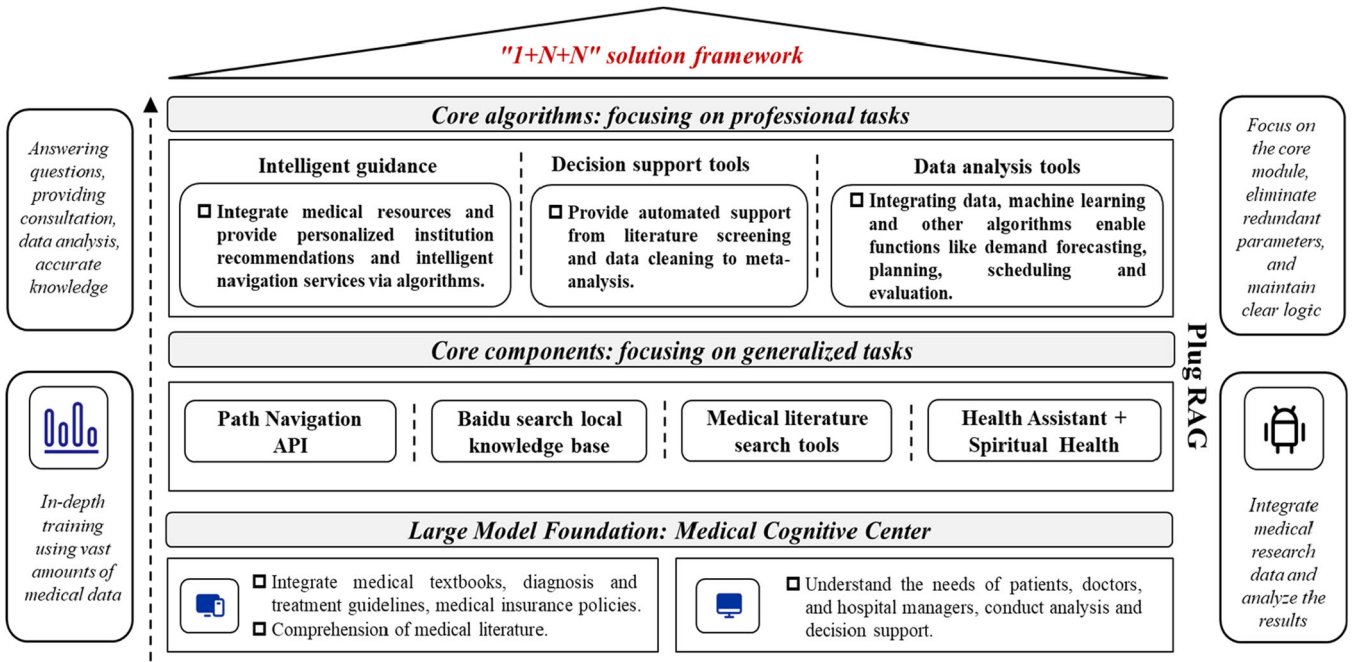 "1+N+N" solution framework
Answering
questions,
providing
consultation,
data analysis,
accurate
knowledge
In-depth
training
using vast
amounts of
medical data
Core algorithms: focusing on professional tasks
Intelligent guidance
Integrate medical resources and
provide personalized institution
recommendations and intelligent
navigation services via algorithms.
Decision support tools
Provide automated support
from literature screening
and data cleaning to meta-
analysis.
Data analysis tools
Integrating data, machine learning
and other algorithms enable
functions like demand forecasting,
planning, scheduling and
evaluation.
Core components: focusing on generalized tasks
Path Navigation
API
Baidu search local
knowledge base
Medical literature
search tools
Health Assistant +
Spiritual Health
Large Model Foundation: Medical Cognitive Center
Integrate medical textbooks, diagnosis and
treatment guidelines, medical insurance policies.
Comprehension of medical literature.
Understand the needs of patients, doctors,
and hospital managers, conduct analysis and
decision support.
Plug RAG
Focus on
the core
module,
eliminate
redundant
parameters,
and
maintain
clear logic
Integrate
medical
research
data and
analyze the
results